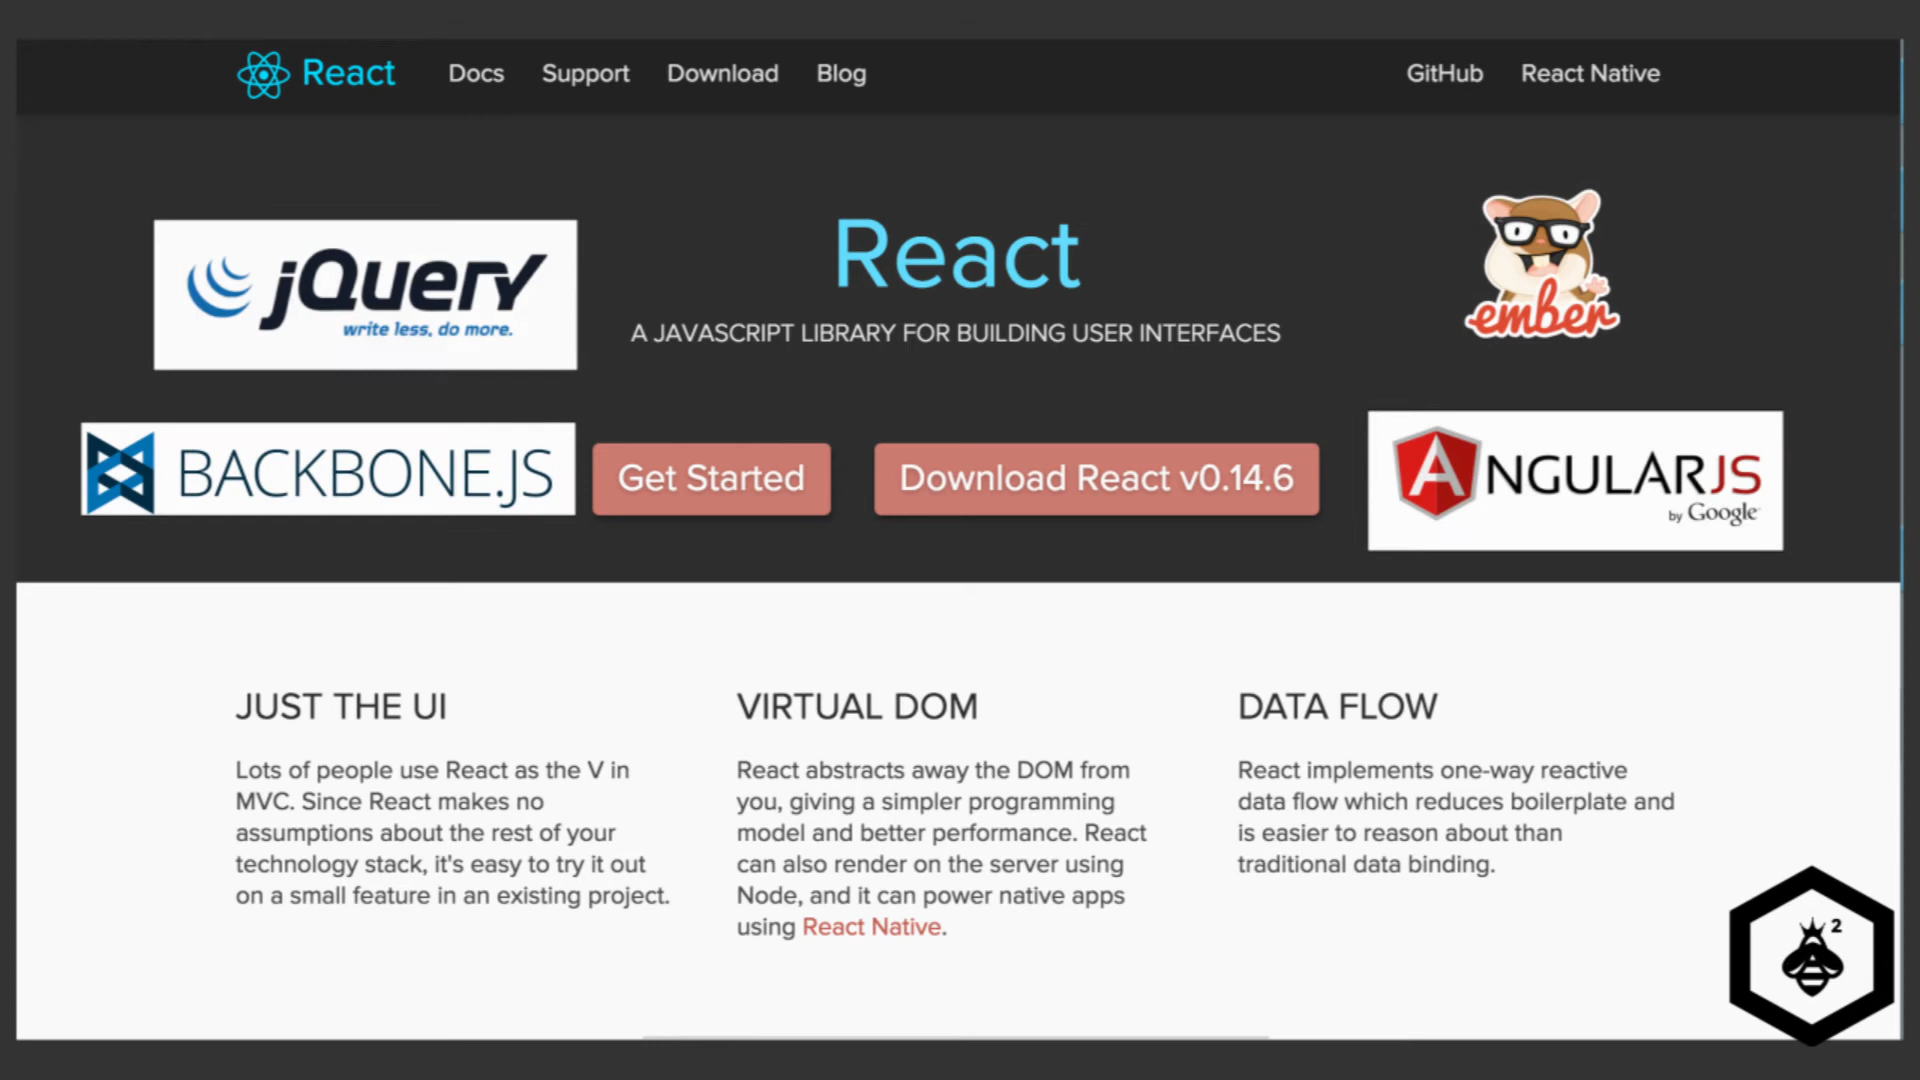 React Docs Support Download Blog GitHub React Native
jQuery
write less, do more.
React
A JAVASCRIPT LIBRARY FOR BUILDING USER INTERFACES
ember
BACKBONE.JS
Get Started
Download React v0.14.6
ANGULARJS
by Google
JUST THE UI
Lots of people use React as the V in
MVC. Since React makes no
assumptions about the rest of your
technology stack, it's easy to try it out
on a small feature in an existing project.
VIRTUAL DOM
React abstracts away the DOM from
you, giving a simpler programming
model and better performance. React
can also render on the server using
Node, and it can power native apps
using React Native.
DATA FLOW
React implements one-way reactive
data flow which reduces boilerplate and
is easier to reason about than
traditional data binding.
2